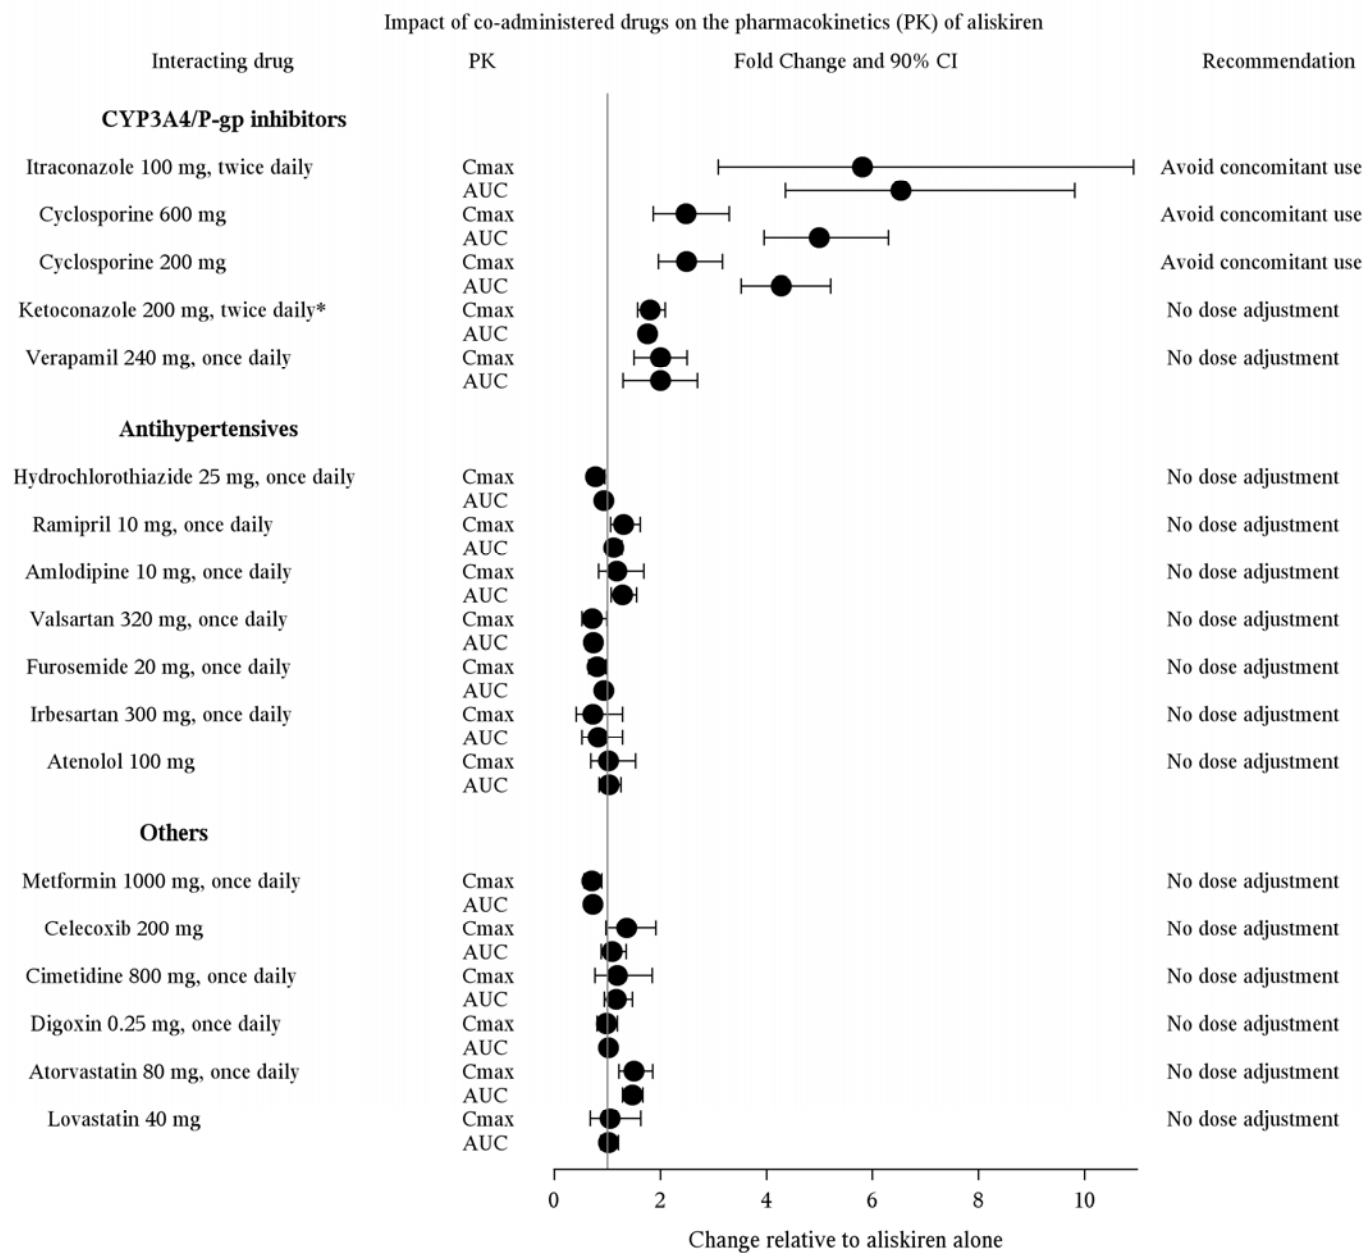 Impact of co-administered drugs on the pharmacokinetics (PK) of aliskiren
Interacting drug PK Fold Change and 90% CI Recommendation
CYP3A4/P-gp inhibitors
Itraconazole 100 mg, twice daily Cmax Avoid concomitant use
AUC
Cyclosporine 600 mg Cmax Avoid concomitant use
AUC
Cyclosporine 200 mg Cmax Avoid concomitant use
AUC
Ketoconazole 200 mg, twice daily* Cmax No dose adjustment
AUC
Verapamil 240 mg, once daily Cmax No dose adjustment
AUC
Antihypertensives
Hydrochlorothiazide 25 mg, once daily Cmax No dose adjustment
AUC
Ramipril 10 mg, once daily Cmax No dose adjustment
AUC
Amlodipine 10 mg, once daily Cmax No dose adjustment
AUC
Valsartan 320 mg, once daily Cmax No dose adjustment
AUC
Furosemide 20 mg, once daily Cmax No dose adjustment
AUC
Irbesartan 300 mg, once daily Cmax No dose adjustment
AUC
Atenolol 100 mg Cmax No dose adjustment
AUC
Others
Metformin 1000 mg, once daily Cmax No dose adjustment
AUC
Celecoxib 200 mg Cmax No dose adjustment
AUC
Cimetidine 800 mg, once daily Cmax No dose adjustment
AUC
Digoxin 0.25 mg, once daily Cmax No dose adjustment
AUC
Atorvastatin 80 mg, once daily Cmax No dose adjustment
AUC
Lovastatin 40 mg Cmax No dose adjustment
AUC
0 2 4 6 8 10
Change relative to aliskiren alone